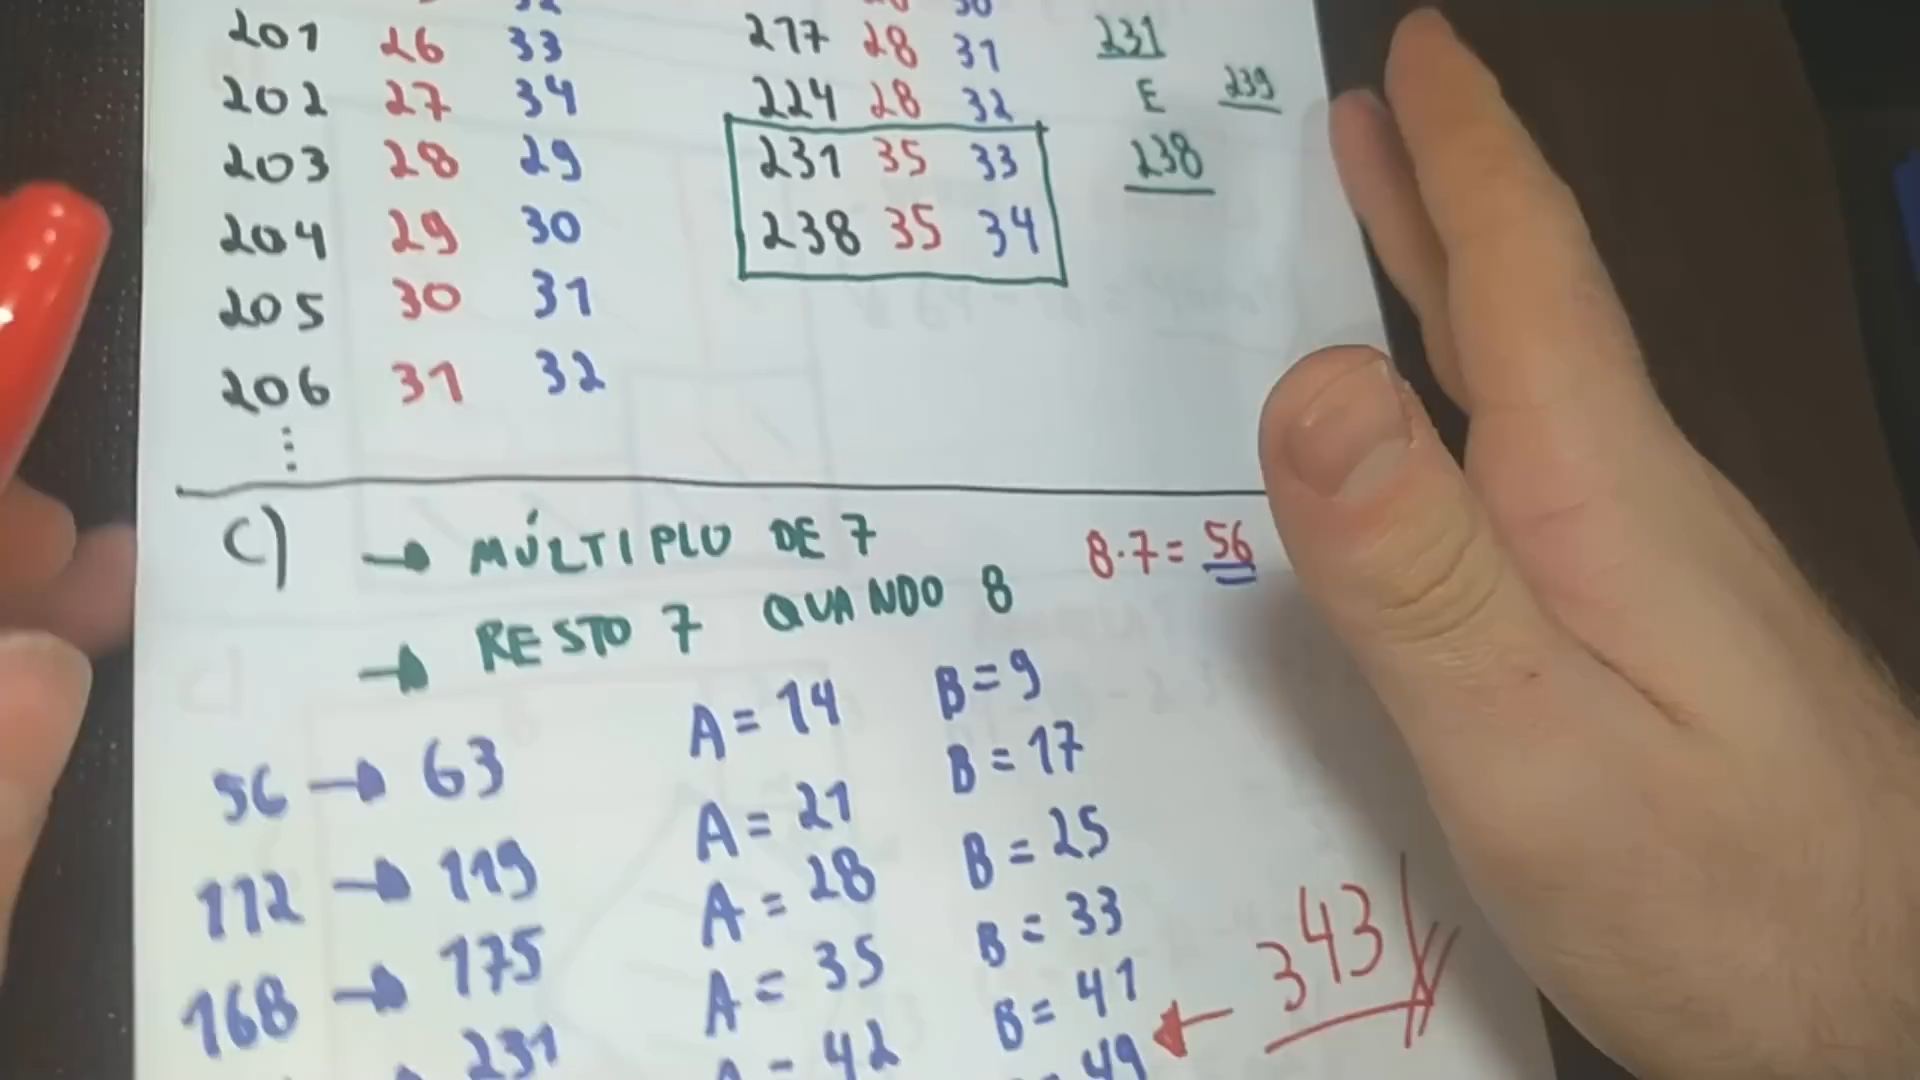 201 26 33
202 27 34
203 28 29
204 29 30
205 30 31
206 31 32
⋮
217 28 31
224 28 32
231 35 33
238 35 34
231
E 239
238
C) → MÚLTIPLO DE 7 8·7= 56
→ RESTO 7 QUANDO 8
56 → 63 A = 14 B = 9
112 → 119 A = 21 B = 17
168 → 175 A = 28 B = 25
231 A = 35 B = 33
A = 42 B = 41
49 ← 343